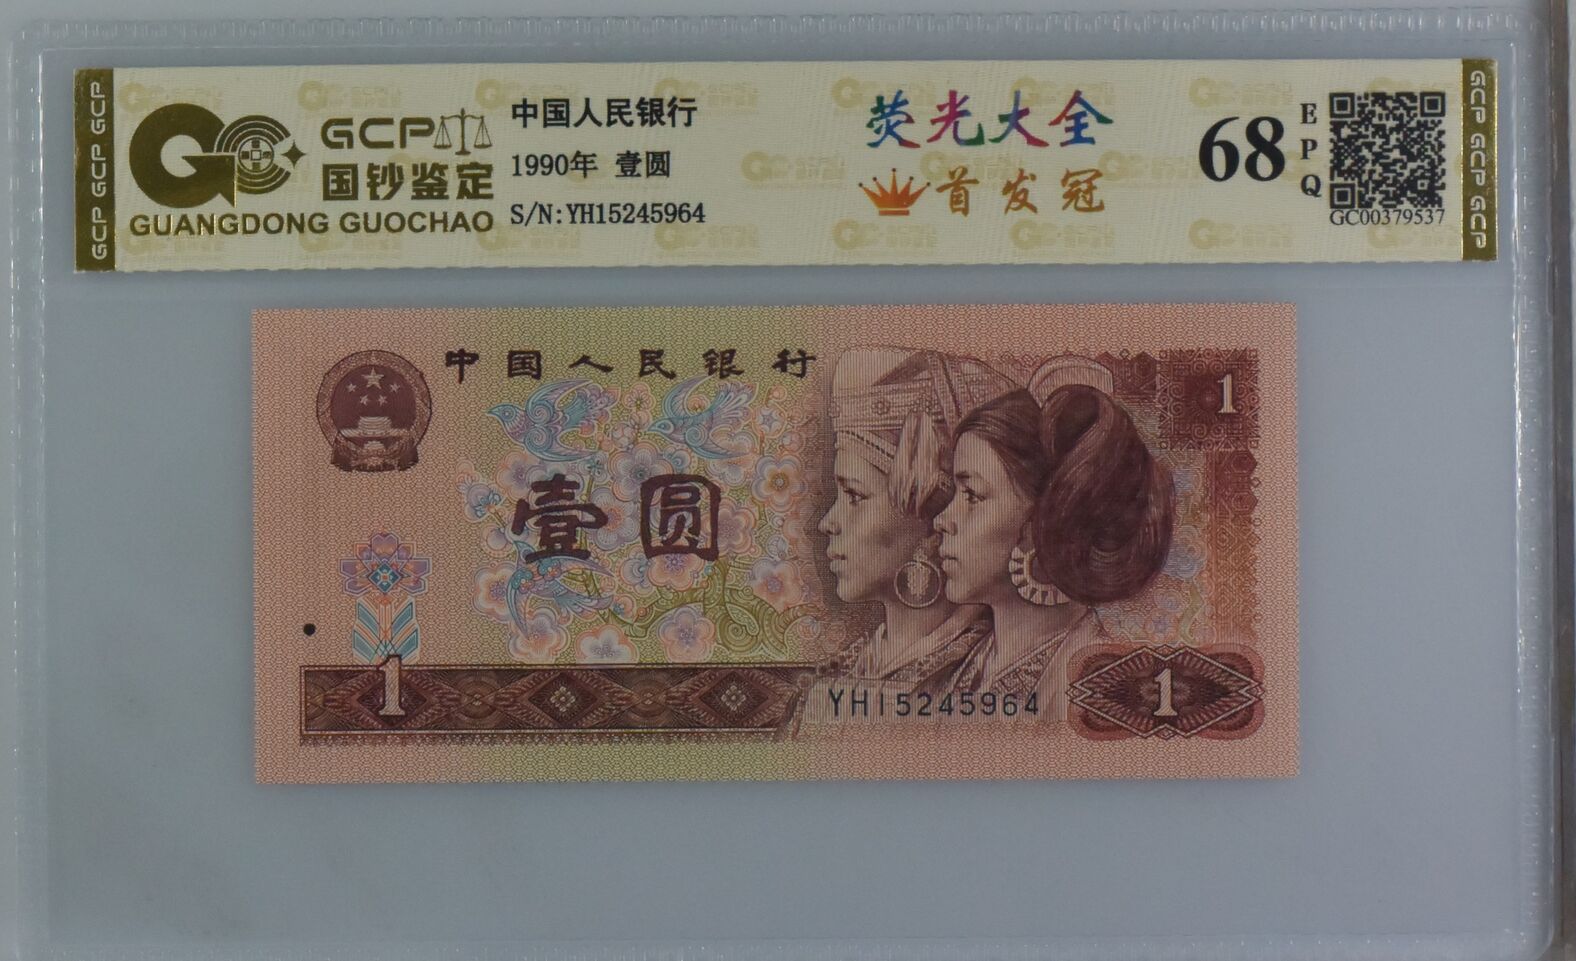 GCP GCP GCP
GCP
国钞鉴定
GUANGDONG GUOCHAO
中国人民银行
1990年 壹圆
S/N:YH15245964
荧光大全
首发冠
68
EPQ
GC00379537
GCP GCP GCP
中国人民银行
1
壹圆
1
YH15245964
1